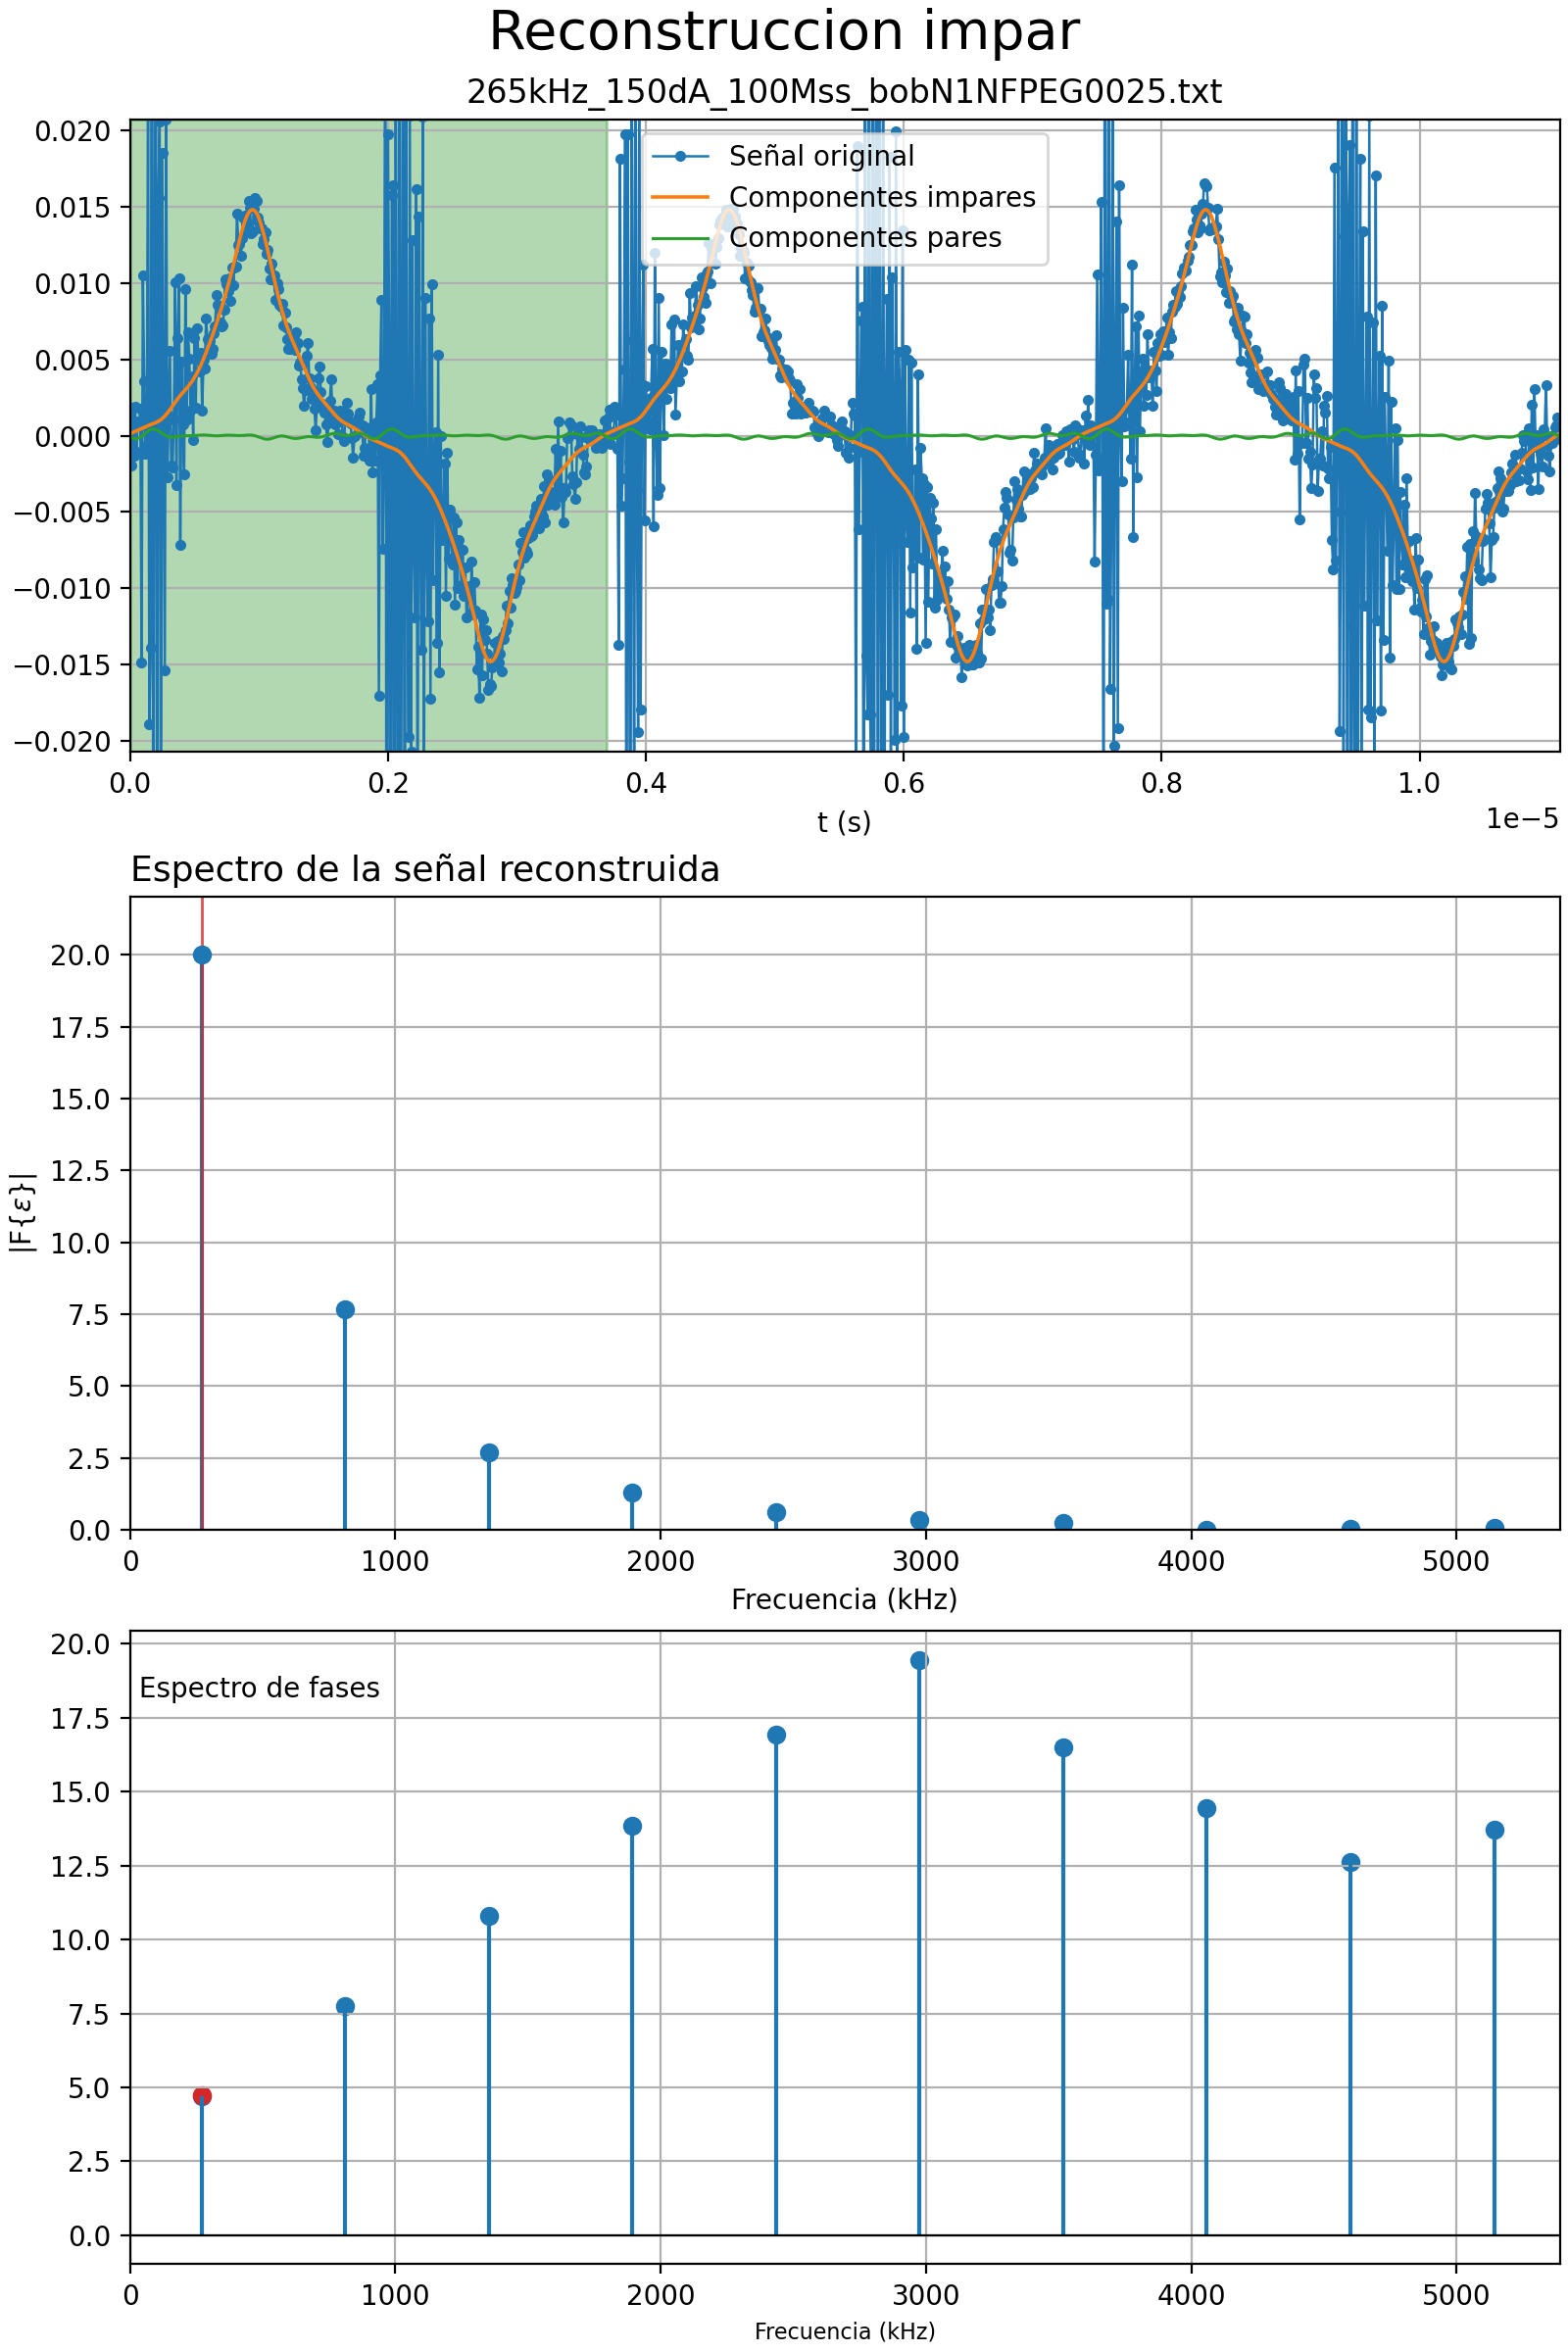 Reconstruccion impar
265kHz_150dA_100Mss_bobN1NFPEG0025.txt
0.020
0.015
0.010
0.005
0.000
−0.005
−0.010
−0.015
−0.020
Señal original
Componentes impares
Componentes pares
0.0 0.2 0.4 0.6 0.8 1.0
t (s)
1e−5
Espectro de la señal reconstruida
20.0
17.5
15.0
12.5
10.0
7.5
5.0
2.5
0.0
|F{ε}|
0 1000 2000 3000 4000 5000
Frecuencia (kHz)
20.0
17.5
15.0
12.5
10.0
7.5
5.0
2.5
0.0
Espectro de fases
0 1000 2000 3000 4000 5000
Frecuencia (kHz)